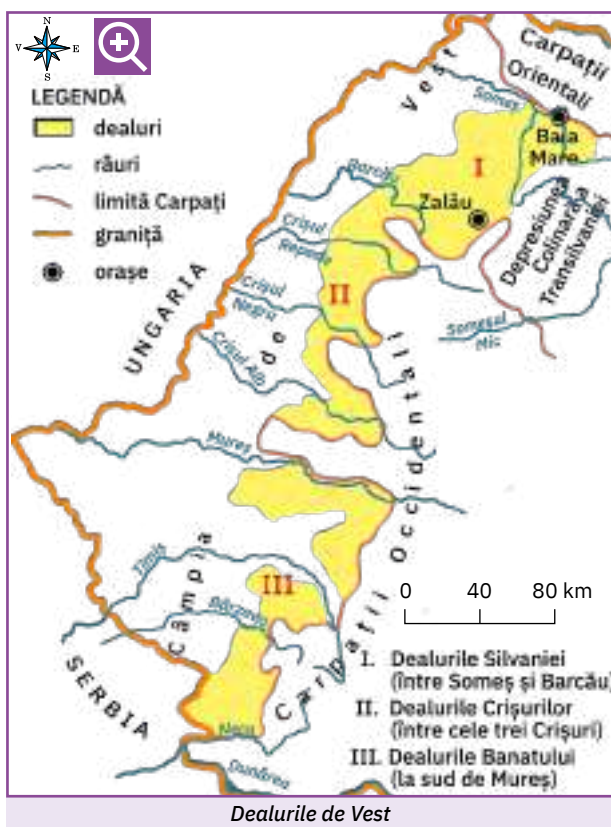 N
V
E
S
LEGENDĂ
dealuri
râuri
limită Carpați
graniță
orașe
Carpații
Orientali
Someș
Baia
Mare
I
Zalău
Barcău
Vest
Depresiunea
Colinară a
Transilvaniei
Someșul
Mic
Crișul
Repede
UNGARIA
II
Crișul
Negru
de
Crișul Alb
Mureș
Carpații Occidentali
Câmpia
Timiș
III
Bârzava
0 40 80 km
SERBIA
Nera
Dunărea
I. Dealurile Silvaniei
(între Someș și Barcău)
II. Dealurile Crișurilor
(între cele trei Crișuri)
III. Dealurile Banatului
(la sud de Mureș)
Dealurile de Vest